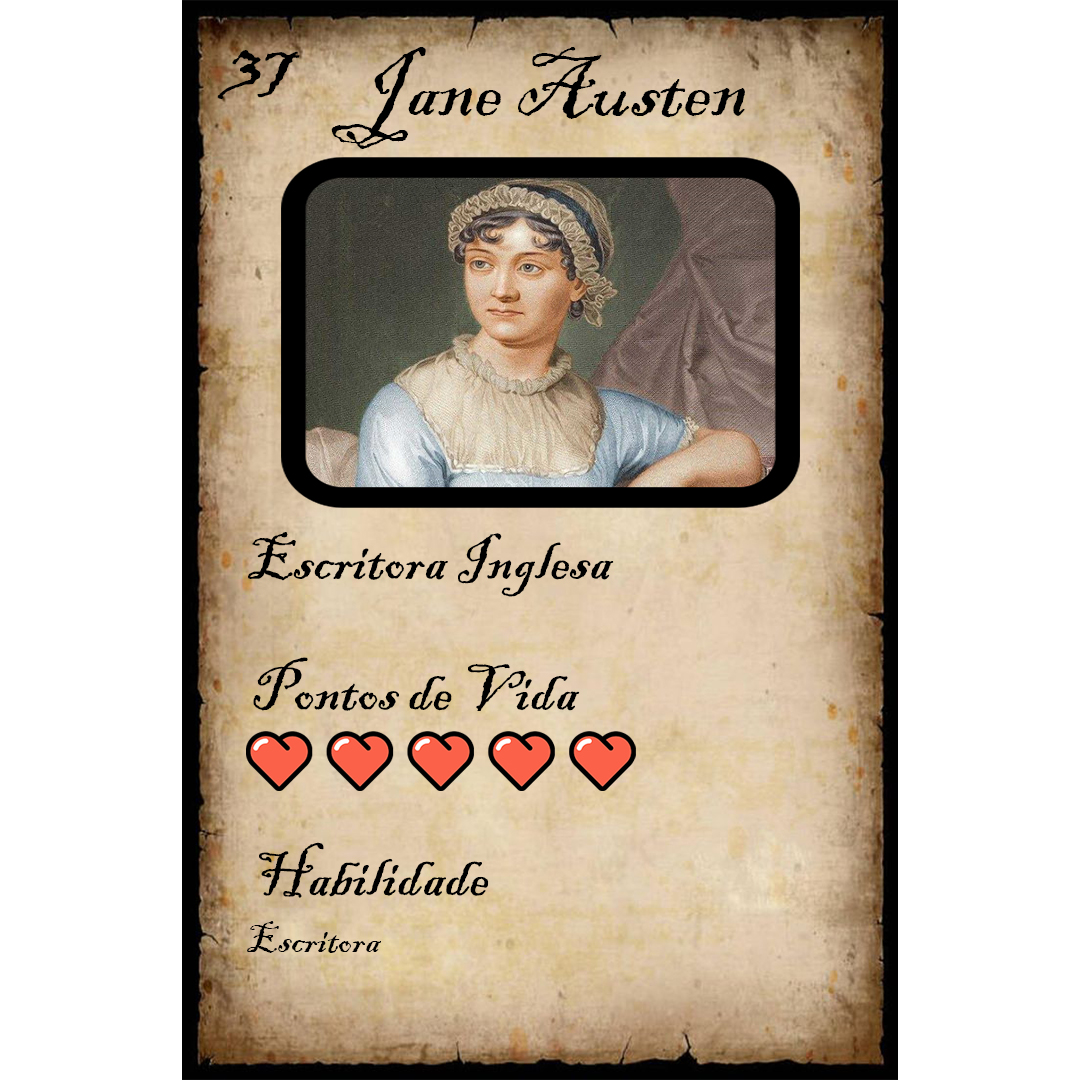 37
Jane Austen
Escritora Inglesa
Pontos de Vida
Habilidade
Escritora